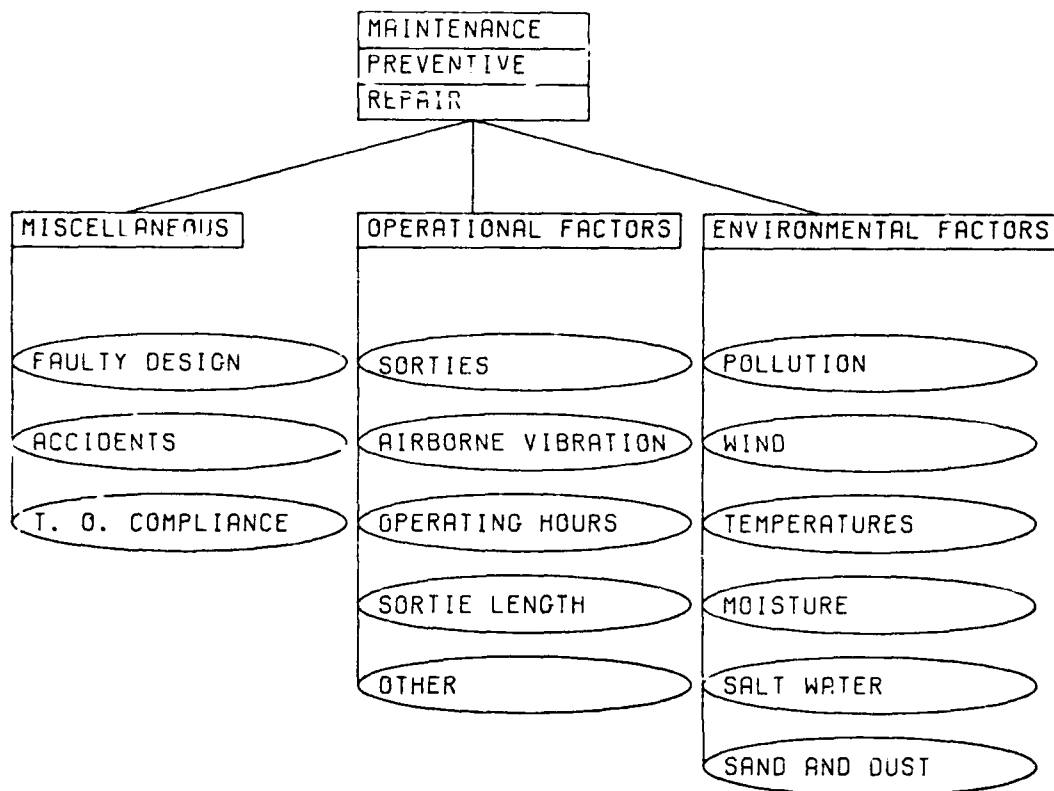 MAINTENANCE
PREVENTIVE
REPAIR
MISCELLANEOUS
OPERATIONAL FACTORS
ENVIRONMENTAL FACTORS
FAULTY DESIGN
SORTIES
POLLUTION
ACCIDENTS
AIRBORNE VIBRATION
WIND
T. O. COMPLIANCE
OPERATING HOURS
TEMPERATURES
SORTIE LENGTH
MOISTURE
OTHER
SALT WATER
SAND AND DUST